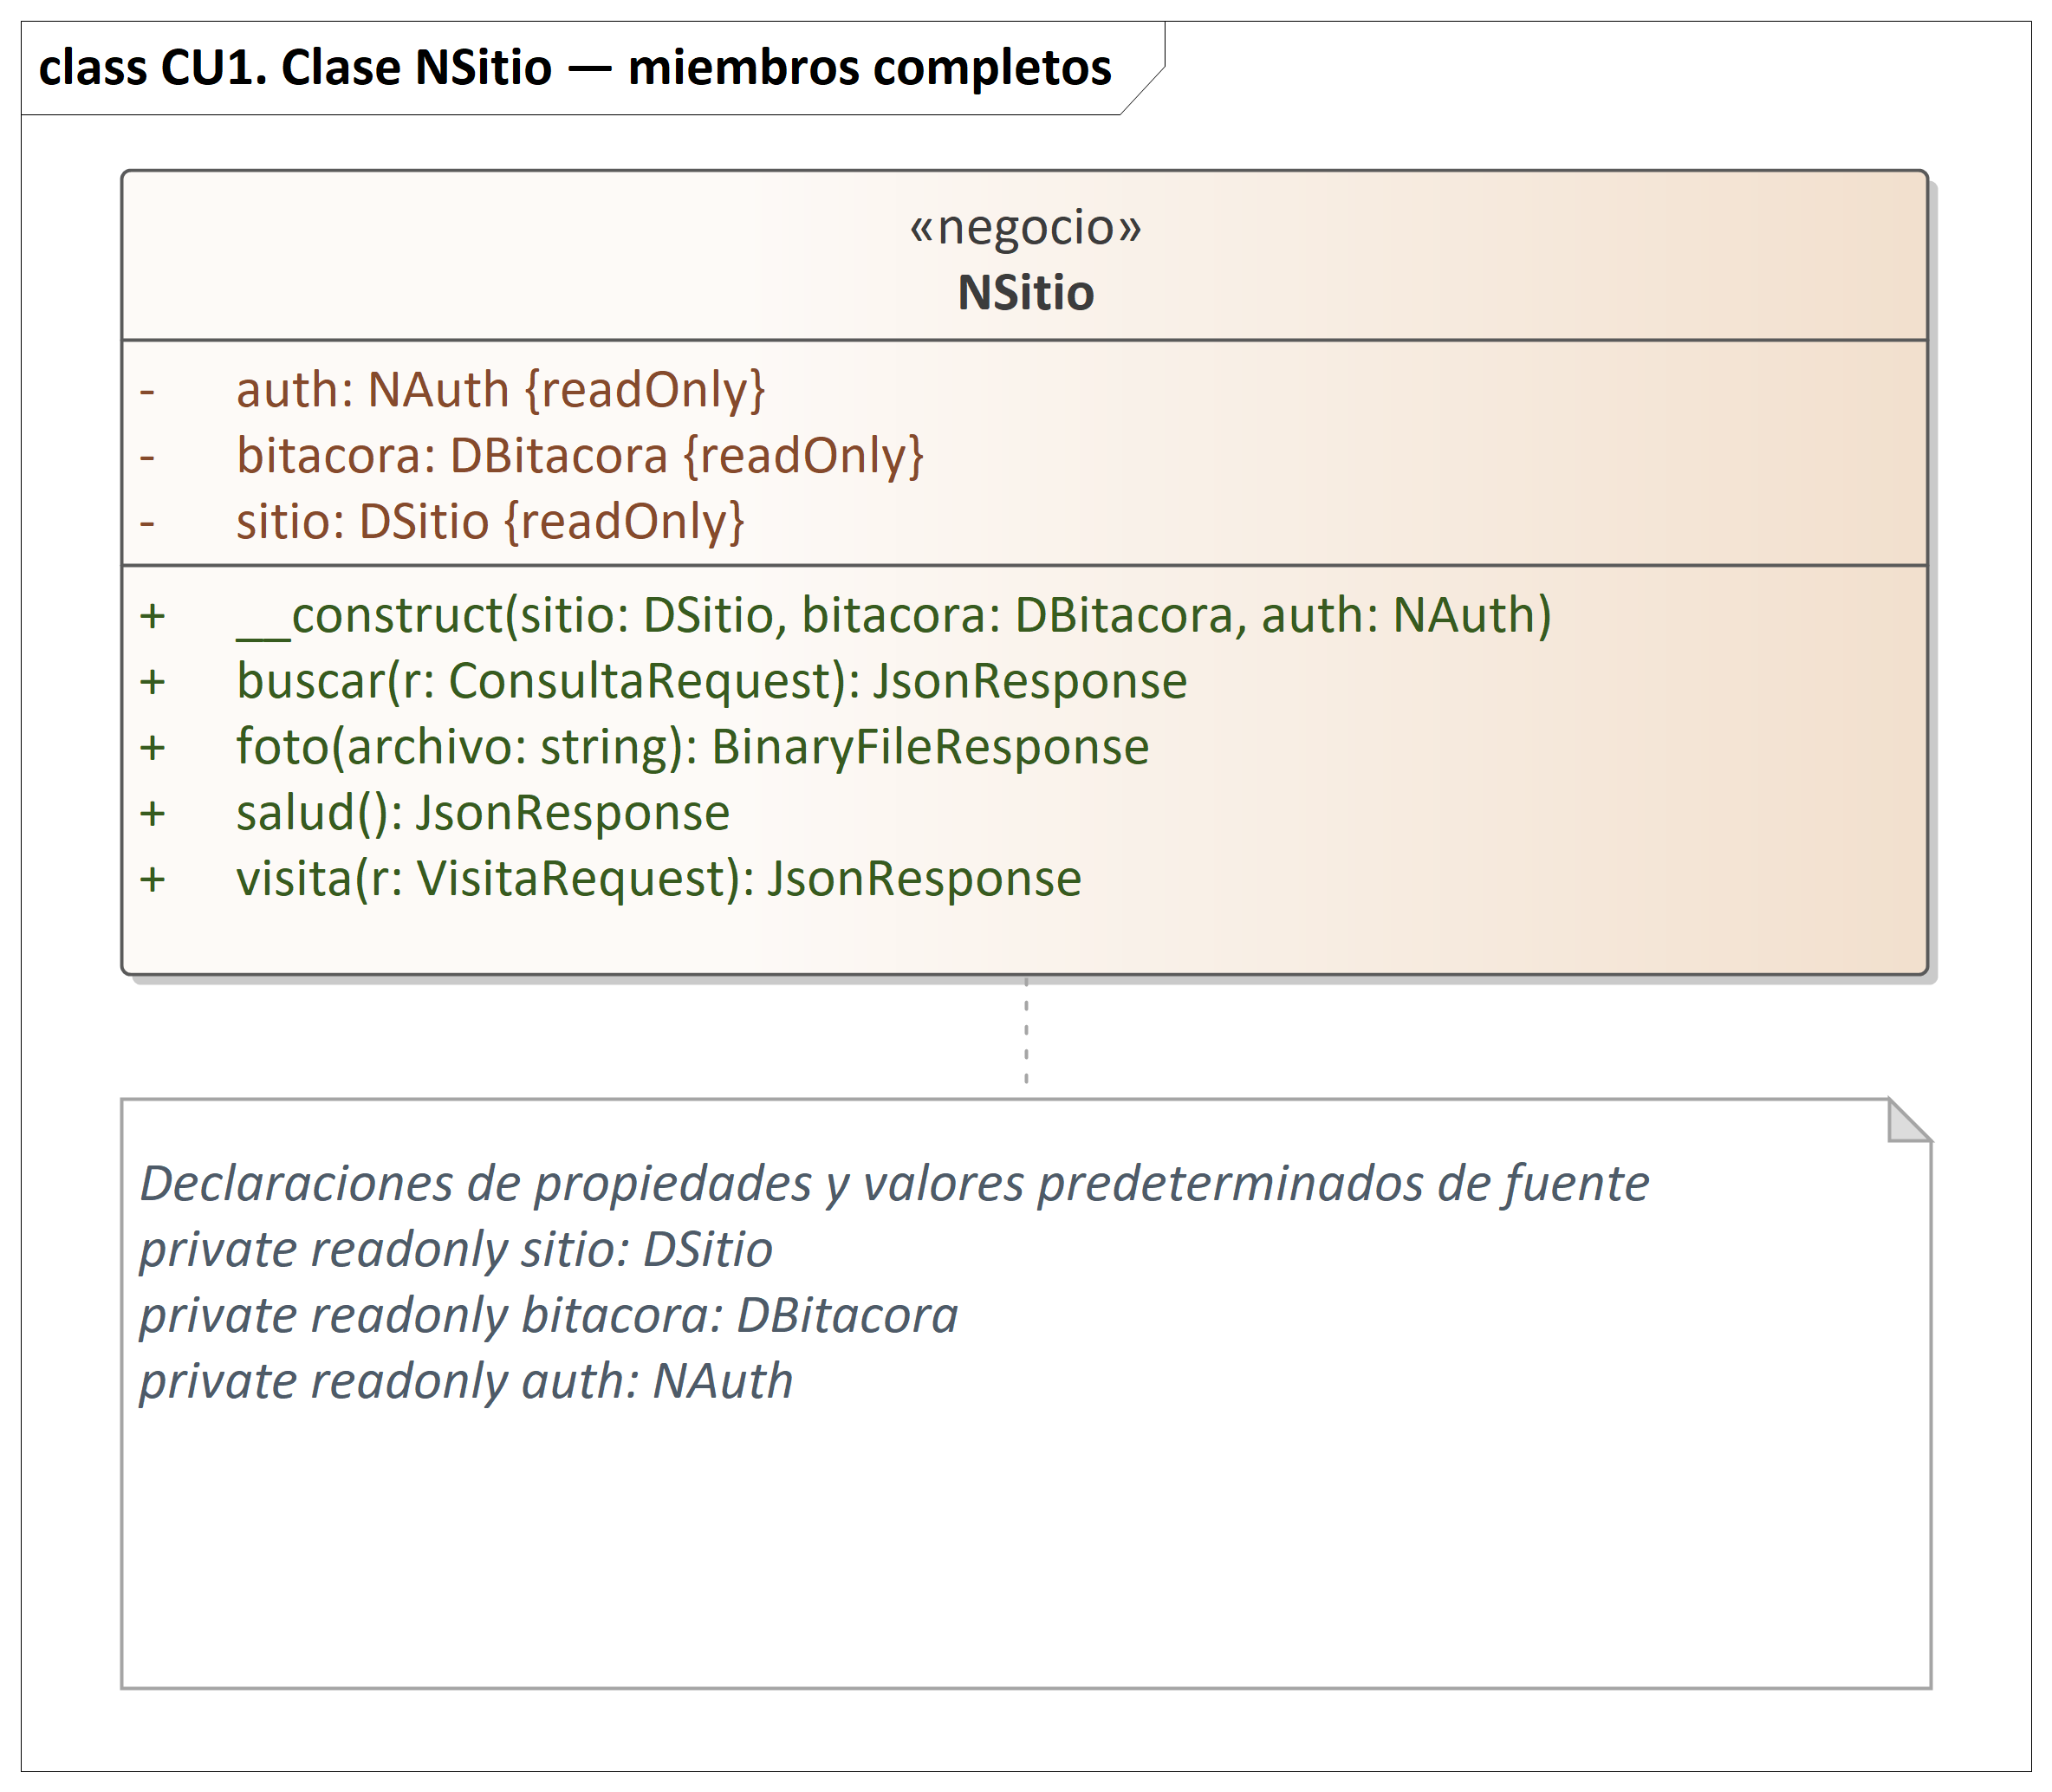 class CU1. Clase NSitio — miembros completos
«negocio»
NSitio
- auth: NAuth {readOnly}
- bitacora: DBitacora {readOnly}
- sitio: DSitio {readOnly}
+ __construct(sitio: DSitio, bitacora: DBitacora, auth: NAuth)
+ buscar(r: ConsultaRequest): JsonResponse
+ foto(archivo: string): BinaryFileResponse
+ salud(): JsonResponse
+ visita(r: VisitaRequest): JsonResponse
Declaraciones de propiedades y valores predeterminados de fuente
private readonly sitio: DSitio
private readonly bitacora: DBitacora
private readonly auth: NAuth